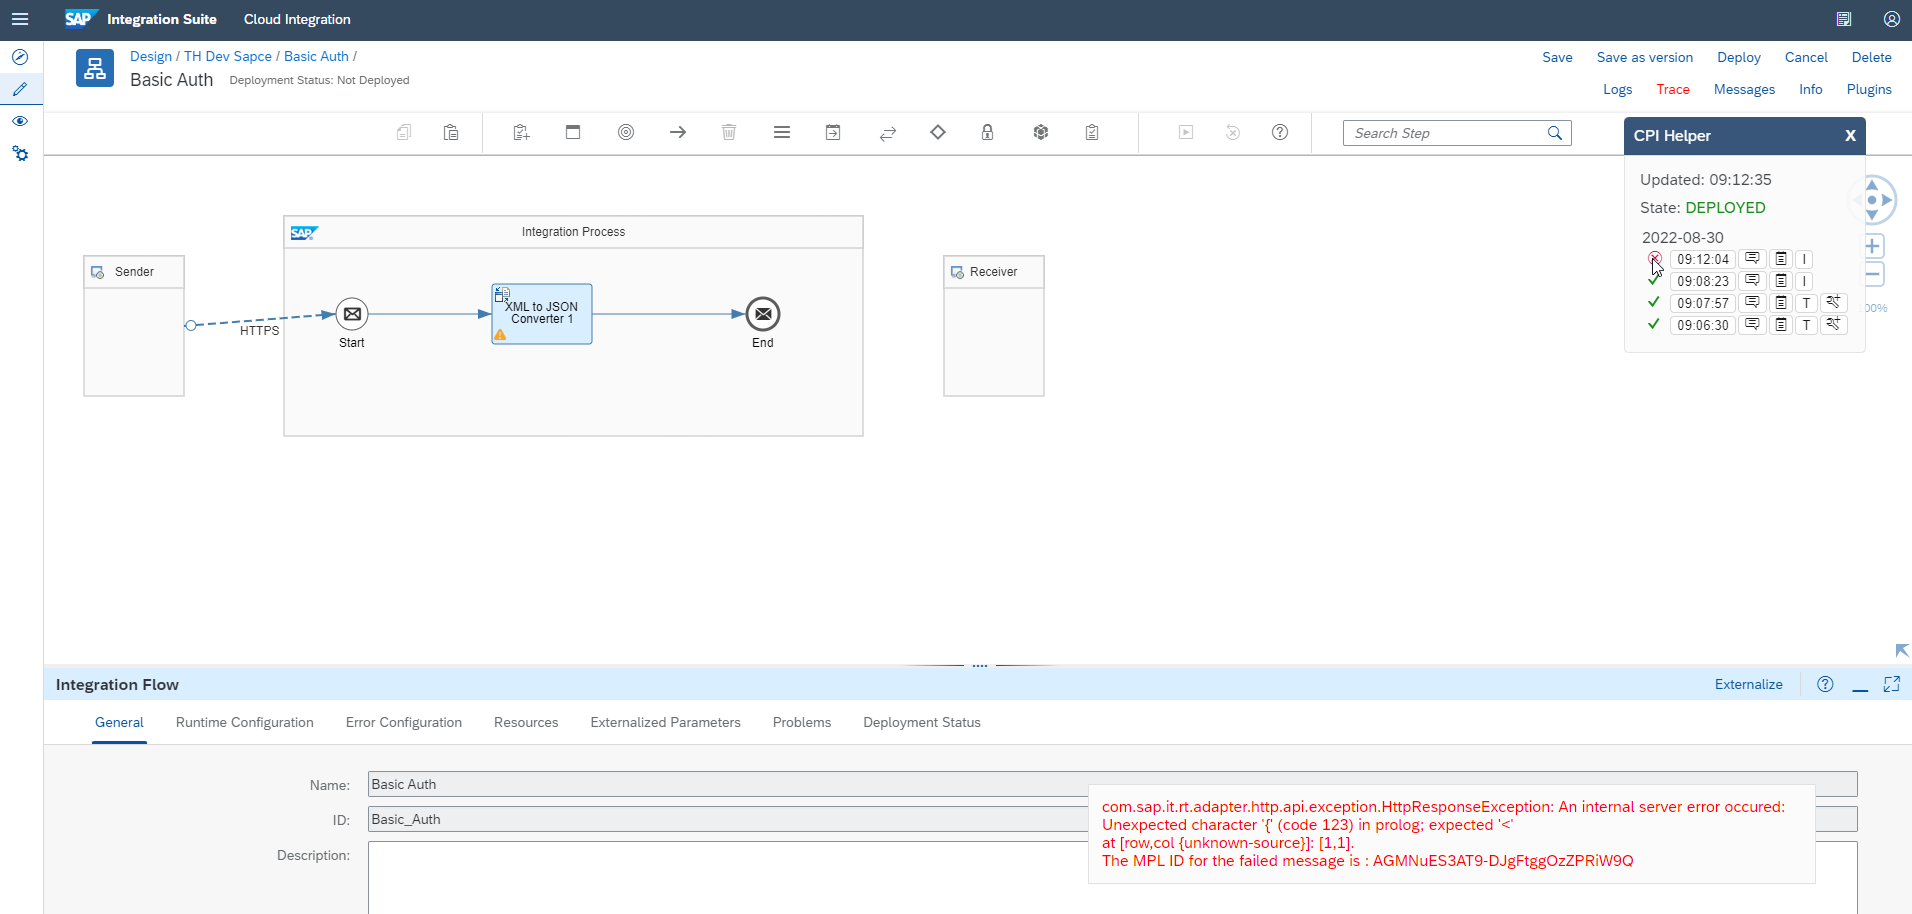 SAP Integration Suite Cloud Integration
Design / TH Dev Sapce / Basic Auth /
Basic Auth Deployment Status: Not Deployed
Save Save as version Deploy Cancel Delete
Logs Trace Messages Info Plugins
Search Step
CPI Helper X
Updated: 09:12:35
State: DEPLOYED
2022-08-30
09:12:04 I
09:08:23 I
09:07:57 T
09:06:30 T
SAP Integration Process
Sender
Receiver
HTTPS
Start
XML to JSON
Converter 1
End
Integration Flow
Externalize
General Runtime Configuration Error Configuration Resources Externalized Parameters Problems Deployment Status
Name: Basic Auth
ID: Basic_Auth
Description:
com.sap.it.rt.adapter.http.api.exception.HttpResponseException: An internal server error occured:
Unexpected character '{' (code 123) in prolog; expected '<'
at [row,col {unknown-source}]: [1,1].
The MPL ID for the failed message is : AGMNuES3AT9-DJgFtggOzZPRiW9Q